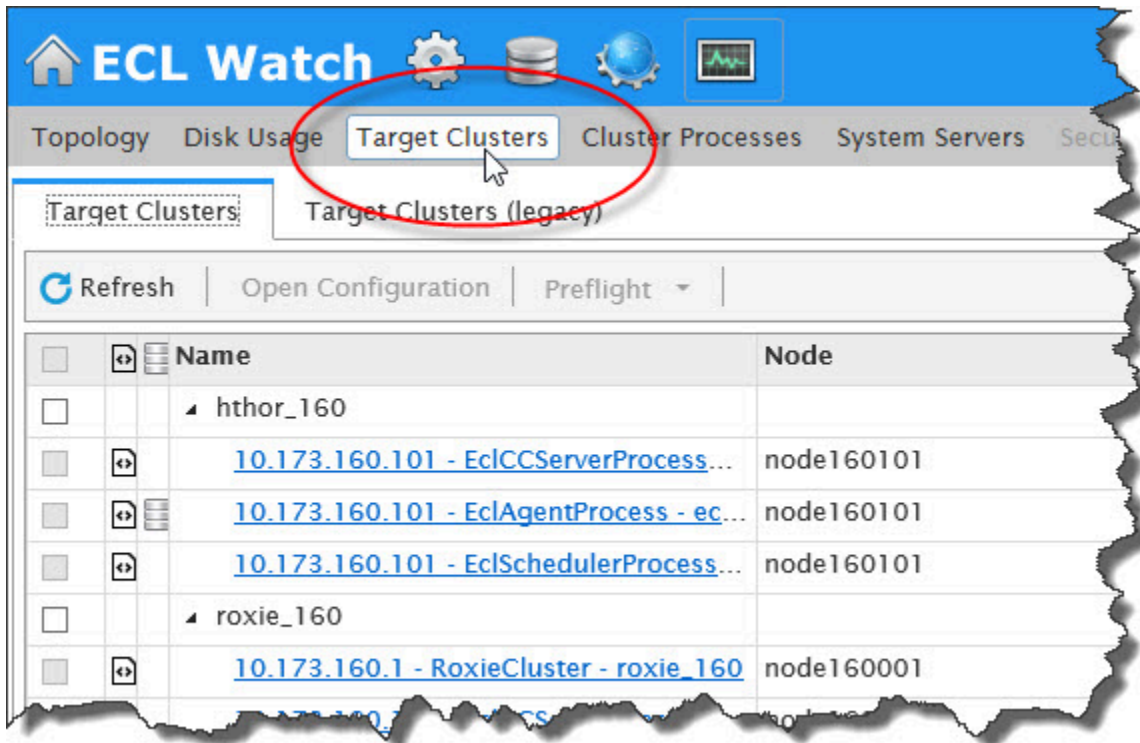 ECL Watch
Topology Disk Usage Target Clusters Cluster Processes System Servers
Target Clusters Target Clusters (legacy)
Refresh Open Configuration Preflight
Name Node
hthor_160
10.173.160.101 - EclCCServerProcess... node160101
10.173.160.101 - EclAgentProcess - ec... node160101
10.173.160.101 - EclSchedulerProcess... node160101
roxie_160
10.173.160.1 - RoxieCluster - roxie_160 node160001